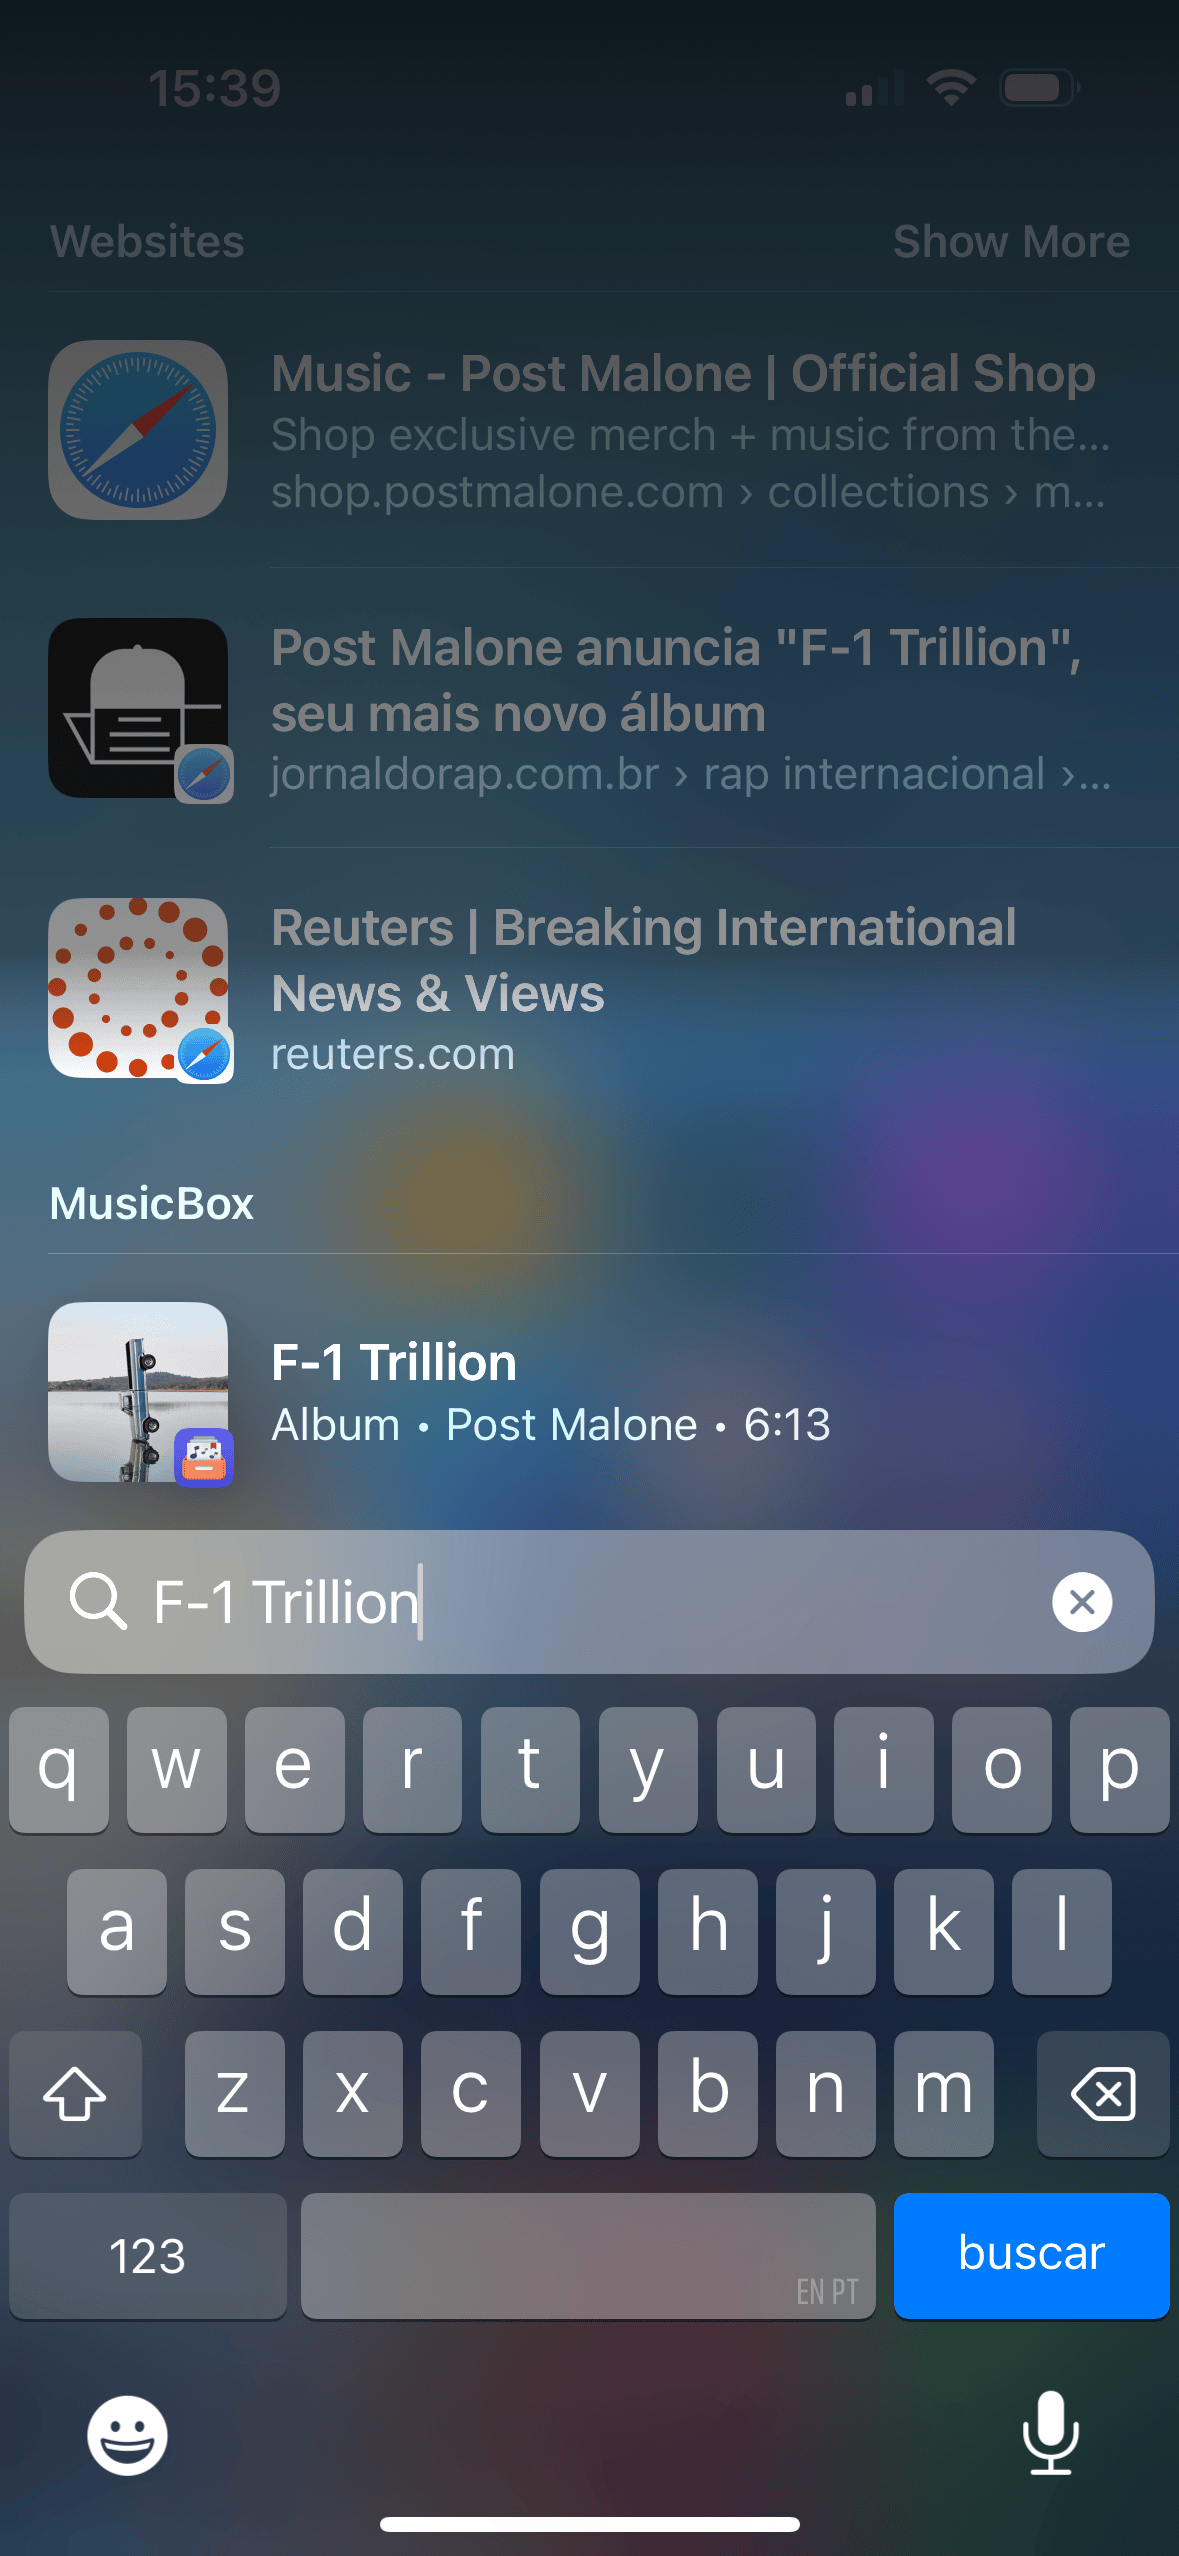 15:39
Websites Show More
Music - Post Malone | Official Shop
Shop exclusive merch + music from the...
shop.postmalone.com › collections › m...
Post Malone anuncia "F-1 Trillion",
seu mais novo álbum
jornaldorap.com.br › rap internacional ›...
Reuters | Breaking International
News & Views
reuters.com
MusicBox
F-1 Trillion
Album • Post Malone • 6:13
F-1 Trillion
q w e r t y u i o p
a s d f g h j k l
z x c v b n m
123 EN PT buscar